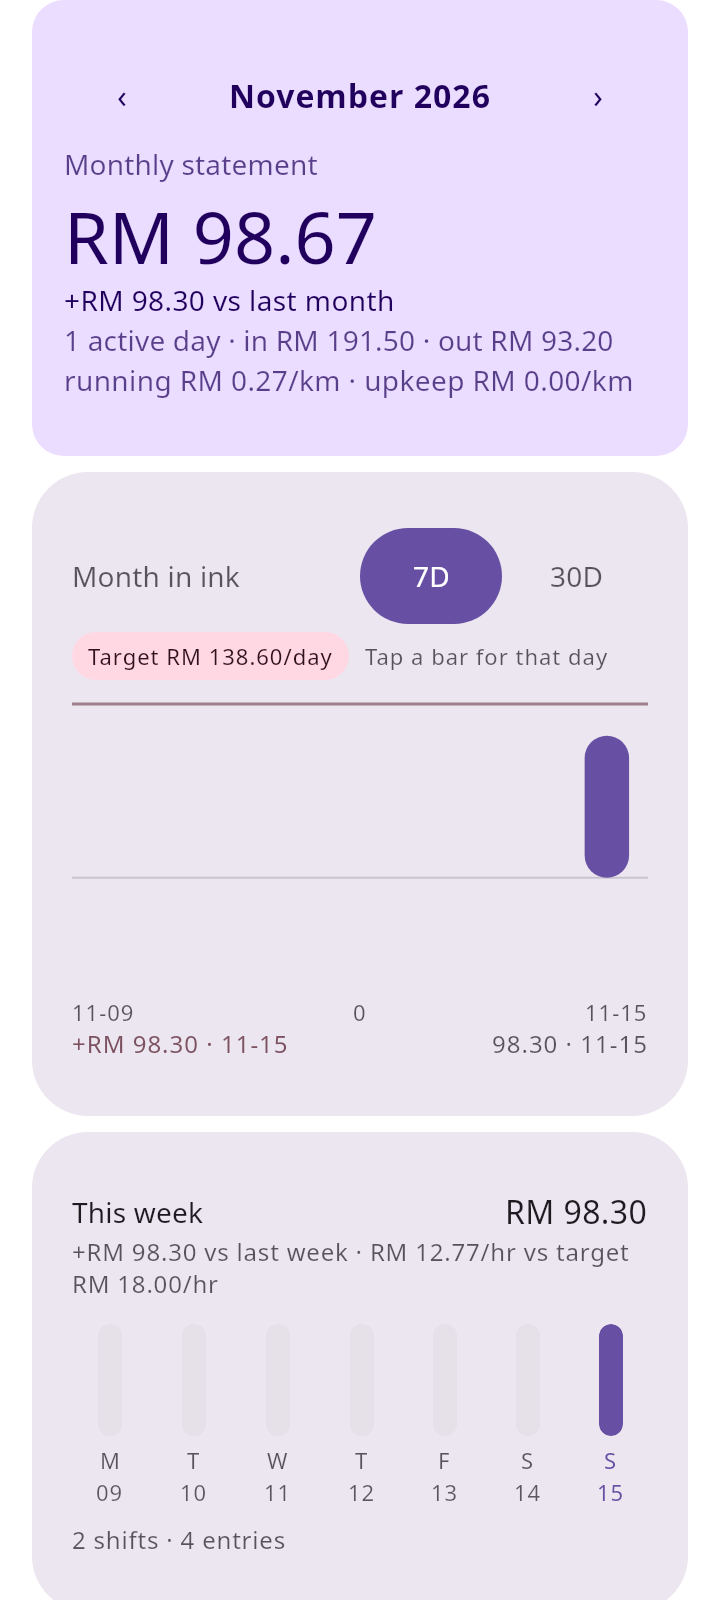 ‹ November 2026 ›
Monthly statement
RM 98.67
+RM 98.30 vs last month
1 active day · in RM 191.50 · out RM 93.20
running RM 0.27/km · upkeep RM 0.00/km
Month in ink 7D 30D
Target RM 138.60/day Tap a bar for that day
11-09 0 11-15
+RM 98.30 · 11-15 98.30 · 11-15
This week RM 98.30
+RM 98.30 vs last week · RM 12.77/hr vs target
RM 18.00/hr
M T W T F S S
09 10 11 12 13 14 15
2 shifts · 4 entries